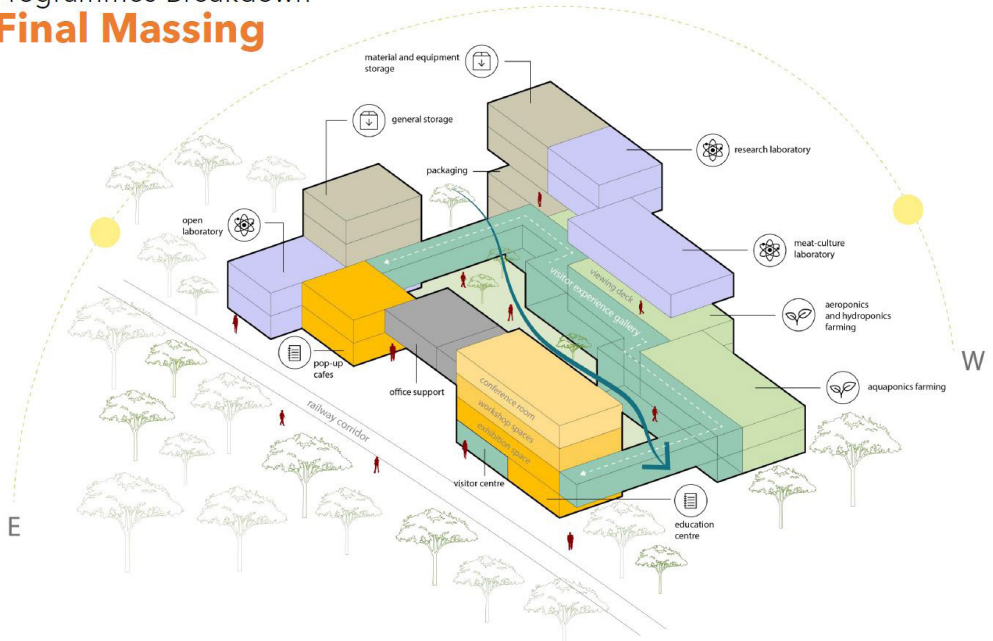 Programmes Breakdown
Final Massing
material and equipment
storage
general storage
research laboratory
packaging
open
laboratory
meat-culture
laboratory
viewing deck
visitor experience gallery
aeroponics
and hydroponics
farming
W
pop-up
cafes
office support
aquaponics farming
conference room
workshop spaces
exhibition space
railway corridor
visitor centre
E
education
centre